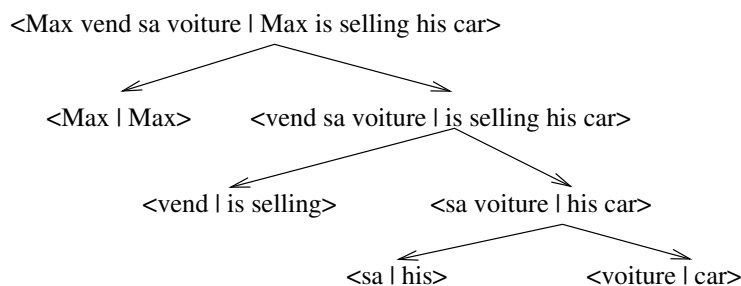 <Max vend sa voiture | Max is selling his car>
<Max | Max> <vend sa voiture | is selling his car>
<vend | is selling> <sa voiture | his car>
<sa | his> <voiture | car>